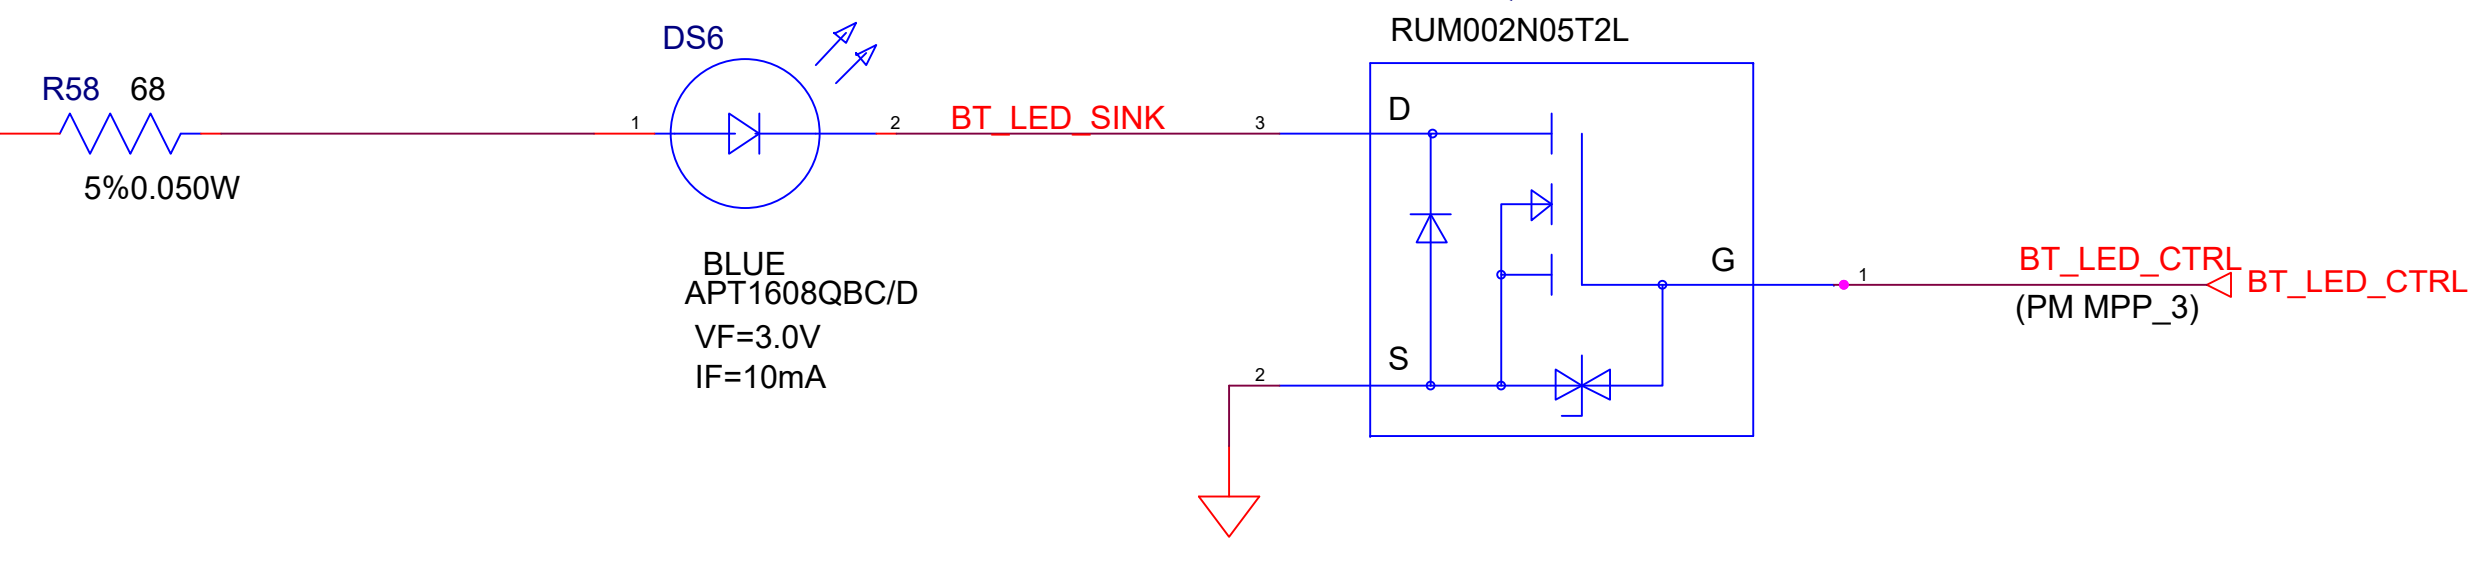 RUM002N05T2L
DS6
R58 68
5%0.050W
1
2
BT_LED_SINK
3
D
BLUE
APT1608QBC/D
VF=3.0V
IF=10mA
G
1
BT_LED_CTRL
BT_LED_CTRL
(PM MPP_3)
S
2